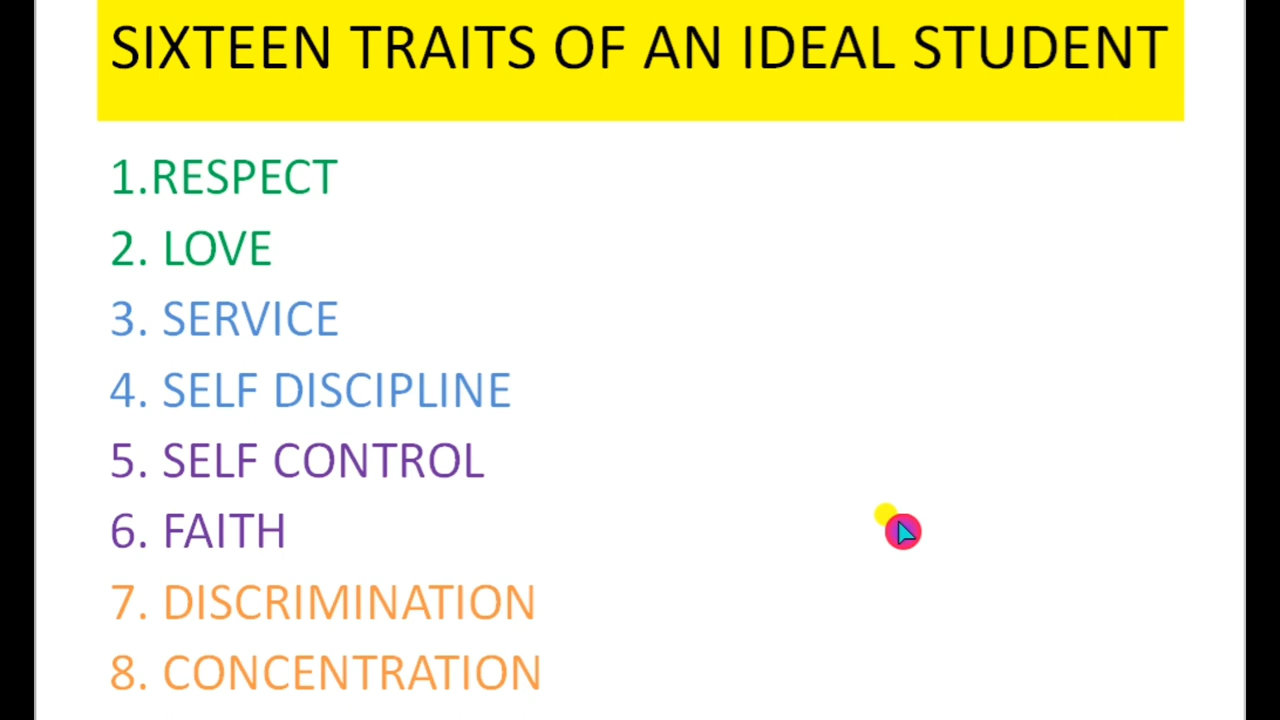 SIXTEEN TRAITS OF AN IDEAL STUDENT
1.RESPECT
2. LOVE
3. SERVICE
4. SELF DISCIPLINE
5. SELF CONTROL
6. FAITH
7. DISCRIMINATION
8. CONCENTRATION